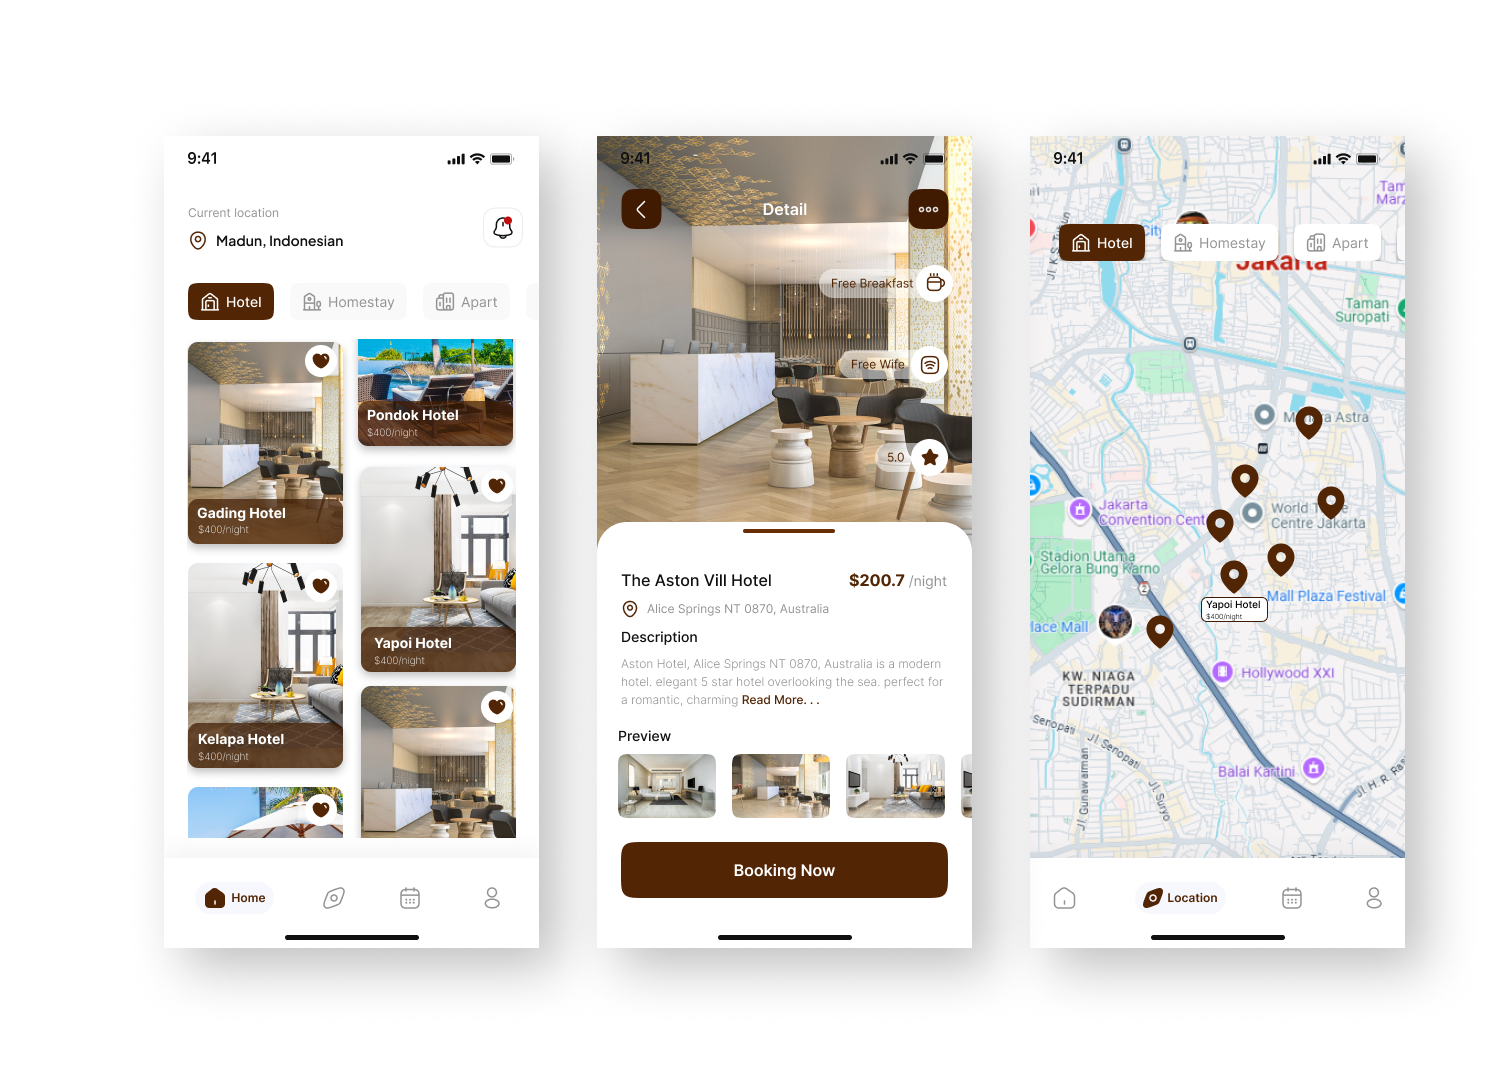 9:41
Current location
Madun, Indonesian
Hotel
Homestay
Apart
Pondok Hotel
$400/night
Gading Hotel
$400/night
Yapoi Hotel
$400/night
Kelapa Hotel
$400/night
Home
9:41
Detail
Free Breakfast
Free Wife
5.0
The Aston Vill Hotel
$200.7 /night
Alice Springs NT 0870, Australia
Description
Aston Hotel, Alice Springs NT 0870, Australia is a modern
hotel. elegant 5 star hotel overlooking the sea. perfect for
a romantic, charming Read More. . .
Preview
Booking Now
9:41
Tam
Marz
City
Hotel
Homestay
Apart
Jakarta
Taman
Suropati
Astra
Jakarta
Convention Cent
World
Centre Jakarta
Stadion Utama
Gelora Bung Karno
Yapoi Hotel
$400/night
Mall Plaza Festival
lace Mall
Hollywood XXI
KW. NIAGA
TERPADU
SUDIRMAN
Senopati
Jl. Senopati
Jl. Suryo
Jl. Gunawarman
Balai Kartini
Jl. H. R. Ras
Location